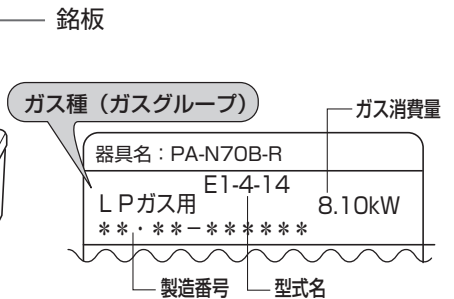 銘板
ガス種（ガスグループ）
ガス消費量
器具名：PA-N70B-R
E1-4-14
LPガス用
8.10kW
**・**-******
製造番号
型式名